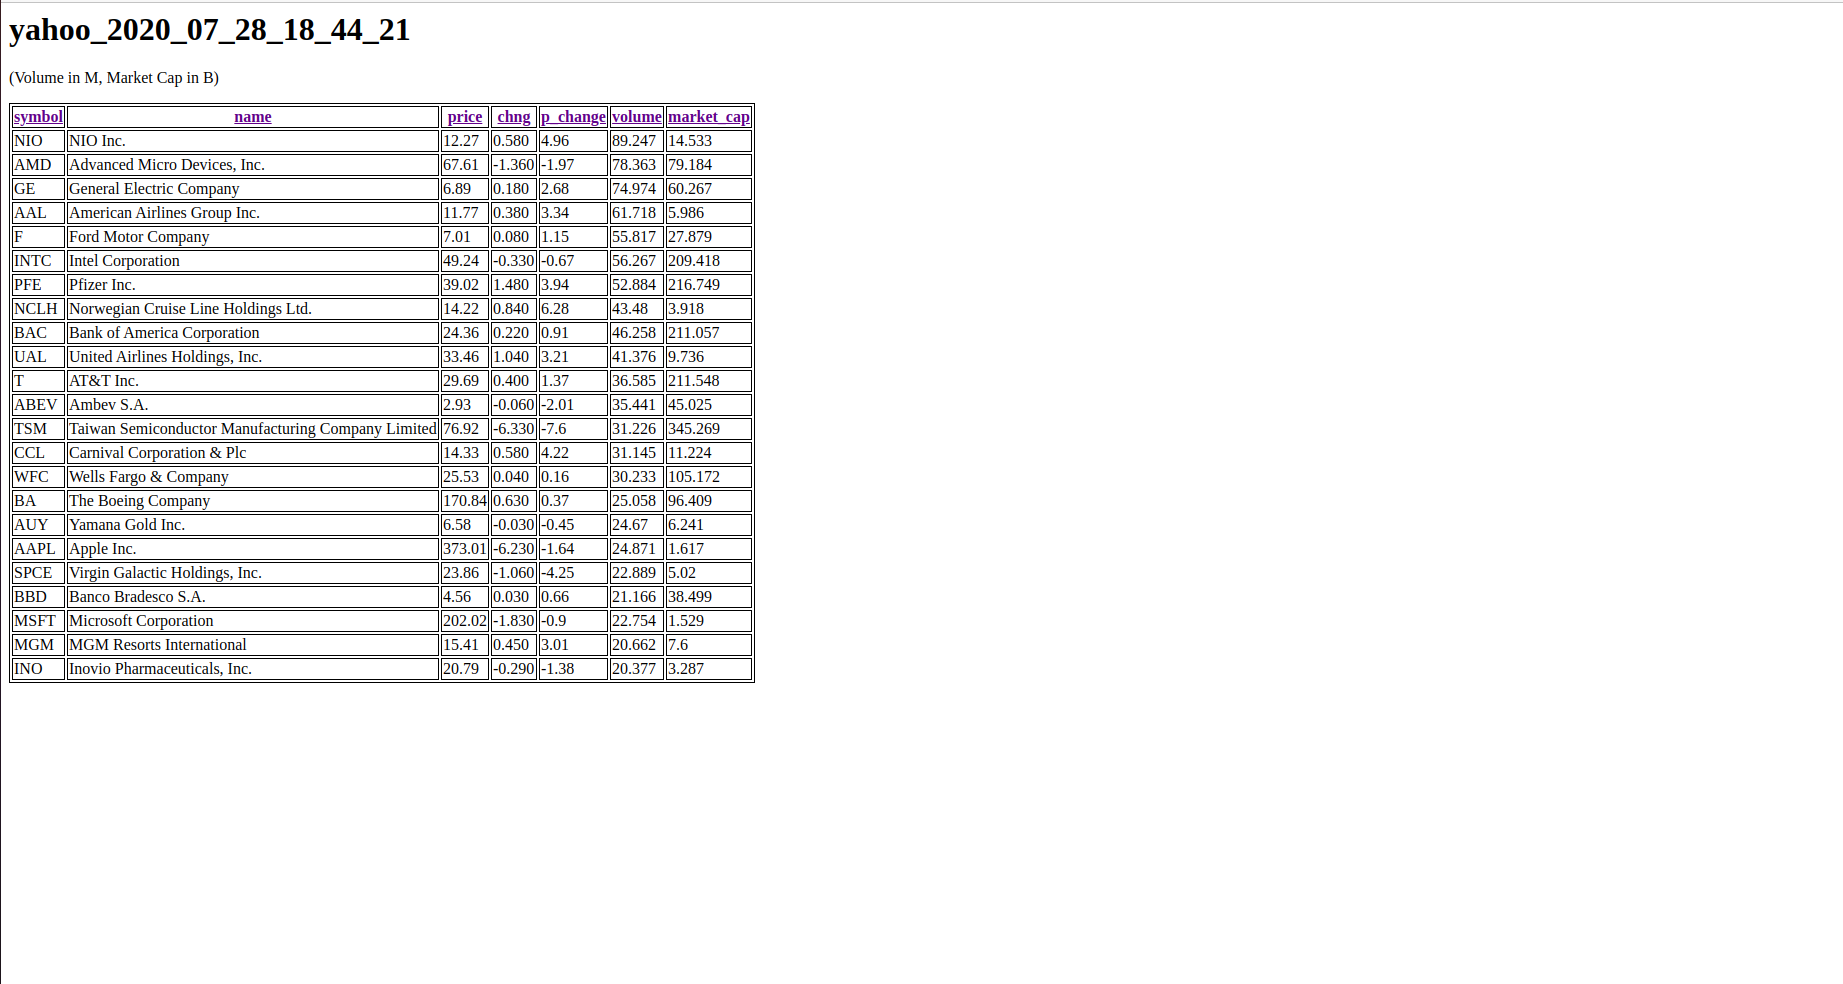 yahoo_2020_07_28_18_44_21
(Volume in M, Market Cap in B)
symbol name price chng p_change volume market_cap
NIO NIO Inc. 12.27 0.580 4.96 89.247 14.533
AMD Advanced Micro Devices, Inc. 67.61 -1.360 -1.97 78.363 79.184
GE General Electric Company 6.89 0.180 2.68 74.974 60.267
AAL American Airlines Group Inc. 11.77 0.380 3.34 61.718 5.986
F Ford Motor Company 7.01 0.080 1.15 55.817 27.879
INTC Intel Corporation 49.24 -0.330 -0.67 56.267 209.418
PFE Pfizer Inc. 39.02 1.480 3.94 52.884 216.749
NCLH Norwegian Cruise Line Holdings Ltd. 14.22 0.840 6.28 43.48 3.918
BAC Bank of America Corporation 24.36 0.220 0.91 46.258 211.057
UAL United Airlines Holdings, Inc. 33.46 1.040 3.21 41.376 9.736
T AT&T Inc. 29.69 0.400 1.37 36.585 211.548
ABEV Ambev S.A. 2.93 -0.060 -2.01 35.441 45.025
TSM Taiwan Semiconductor Manufacturing Company Limited 76.92 -6.330 -7.6 31.226 345.269
CCL Carnival Corporation & Plc 14.33 0.580 4.22 31.145 11.224
WFC Wells Fargo & Company 25.53 0.040 0.16 30.233 105.172
BA The Boeing Company 170.84 0.630 0.37 25.058 96.409
AUY Yamana Gold Inc. 6.58 -0.030 -0.45 24.67 6.241
AAPL Apple Inc. 373.01 -6.230 -1.64 24.871 1.617
SPCE Virgin Galactic Holdings, Inc. 23.86 -1.060 -4.25 22.889 5.02
BBD Banco Bradesco S.A. 4.56 0.030 0.66 21.166 38.499
MSFT Microsoft Corporation 202.02 -1.830 -0.9 22.754 1.529
MGM MGM Resorts International 15.41 0.450 3.01 20.662 7.6
INO Inovio Pharmaceuticals, Inc. 20.79 -0.290 -1.38 20.377 3.287